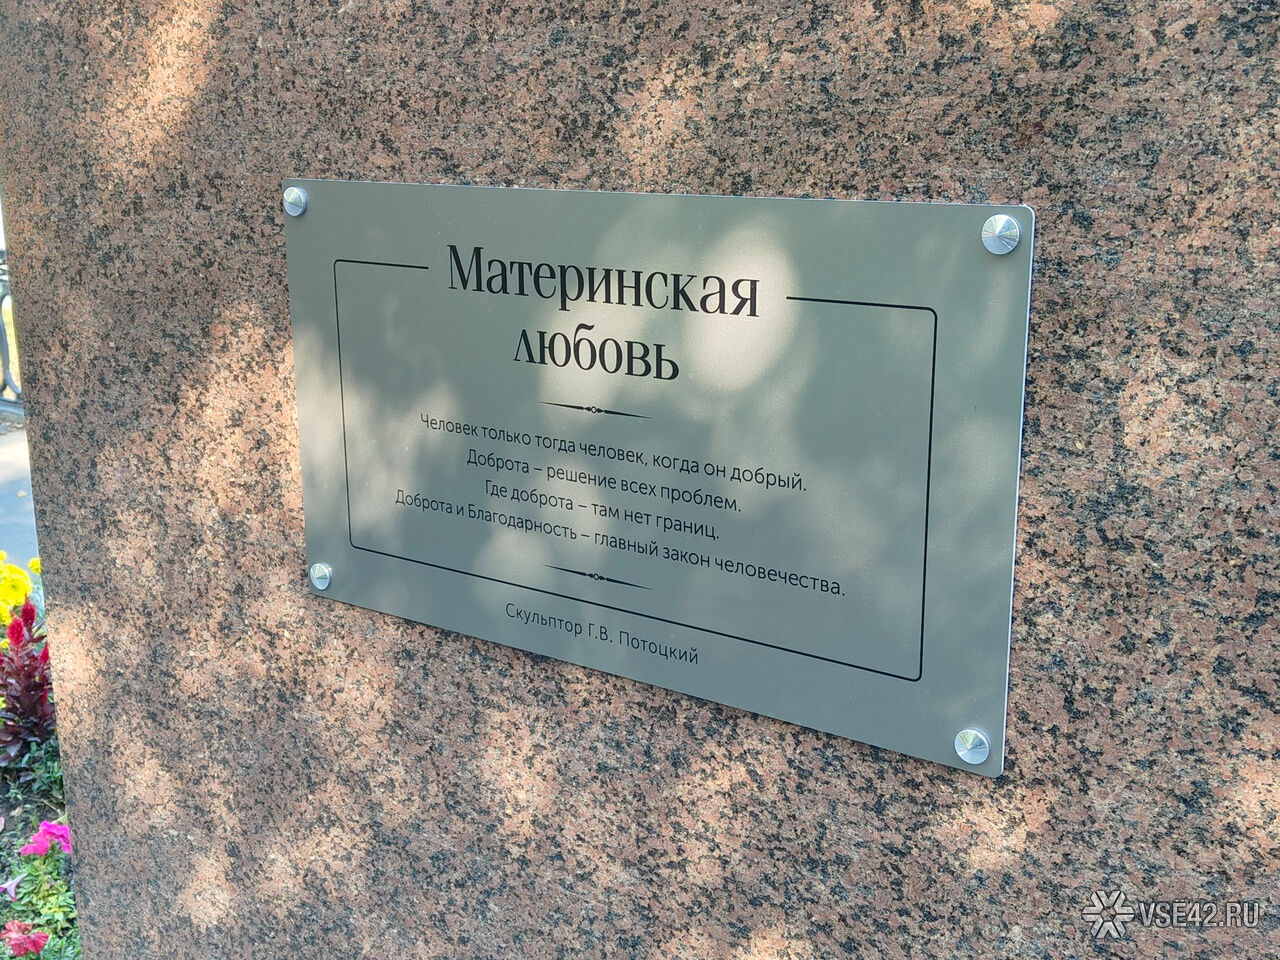 Материнская
любовь
Человек только тогда человек, когда он добрый.
Доброта – решение всех проблем.
Где доброта – там нет границ.
Доброта и Благодарность – главный закон человечества.
Скульптор Г.В. Потоцкий
VSE42.RU